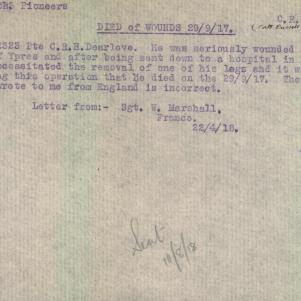 Pioneers
C.R.
DIED of WOUNDS 29/9/17.
2323 Pte C.R.H.Dearlove. He was seriously wounded
f Ypres and after being sent down to a hospital in
cessitated the removal of one of his legs and it w
g this operation that he died on the 29/9/17. The
wrote to me from England is incorrect.
Letter from:- Sgt. W. Marshall,
France.
22/4/18.
Sent